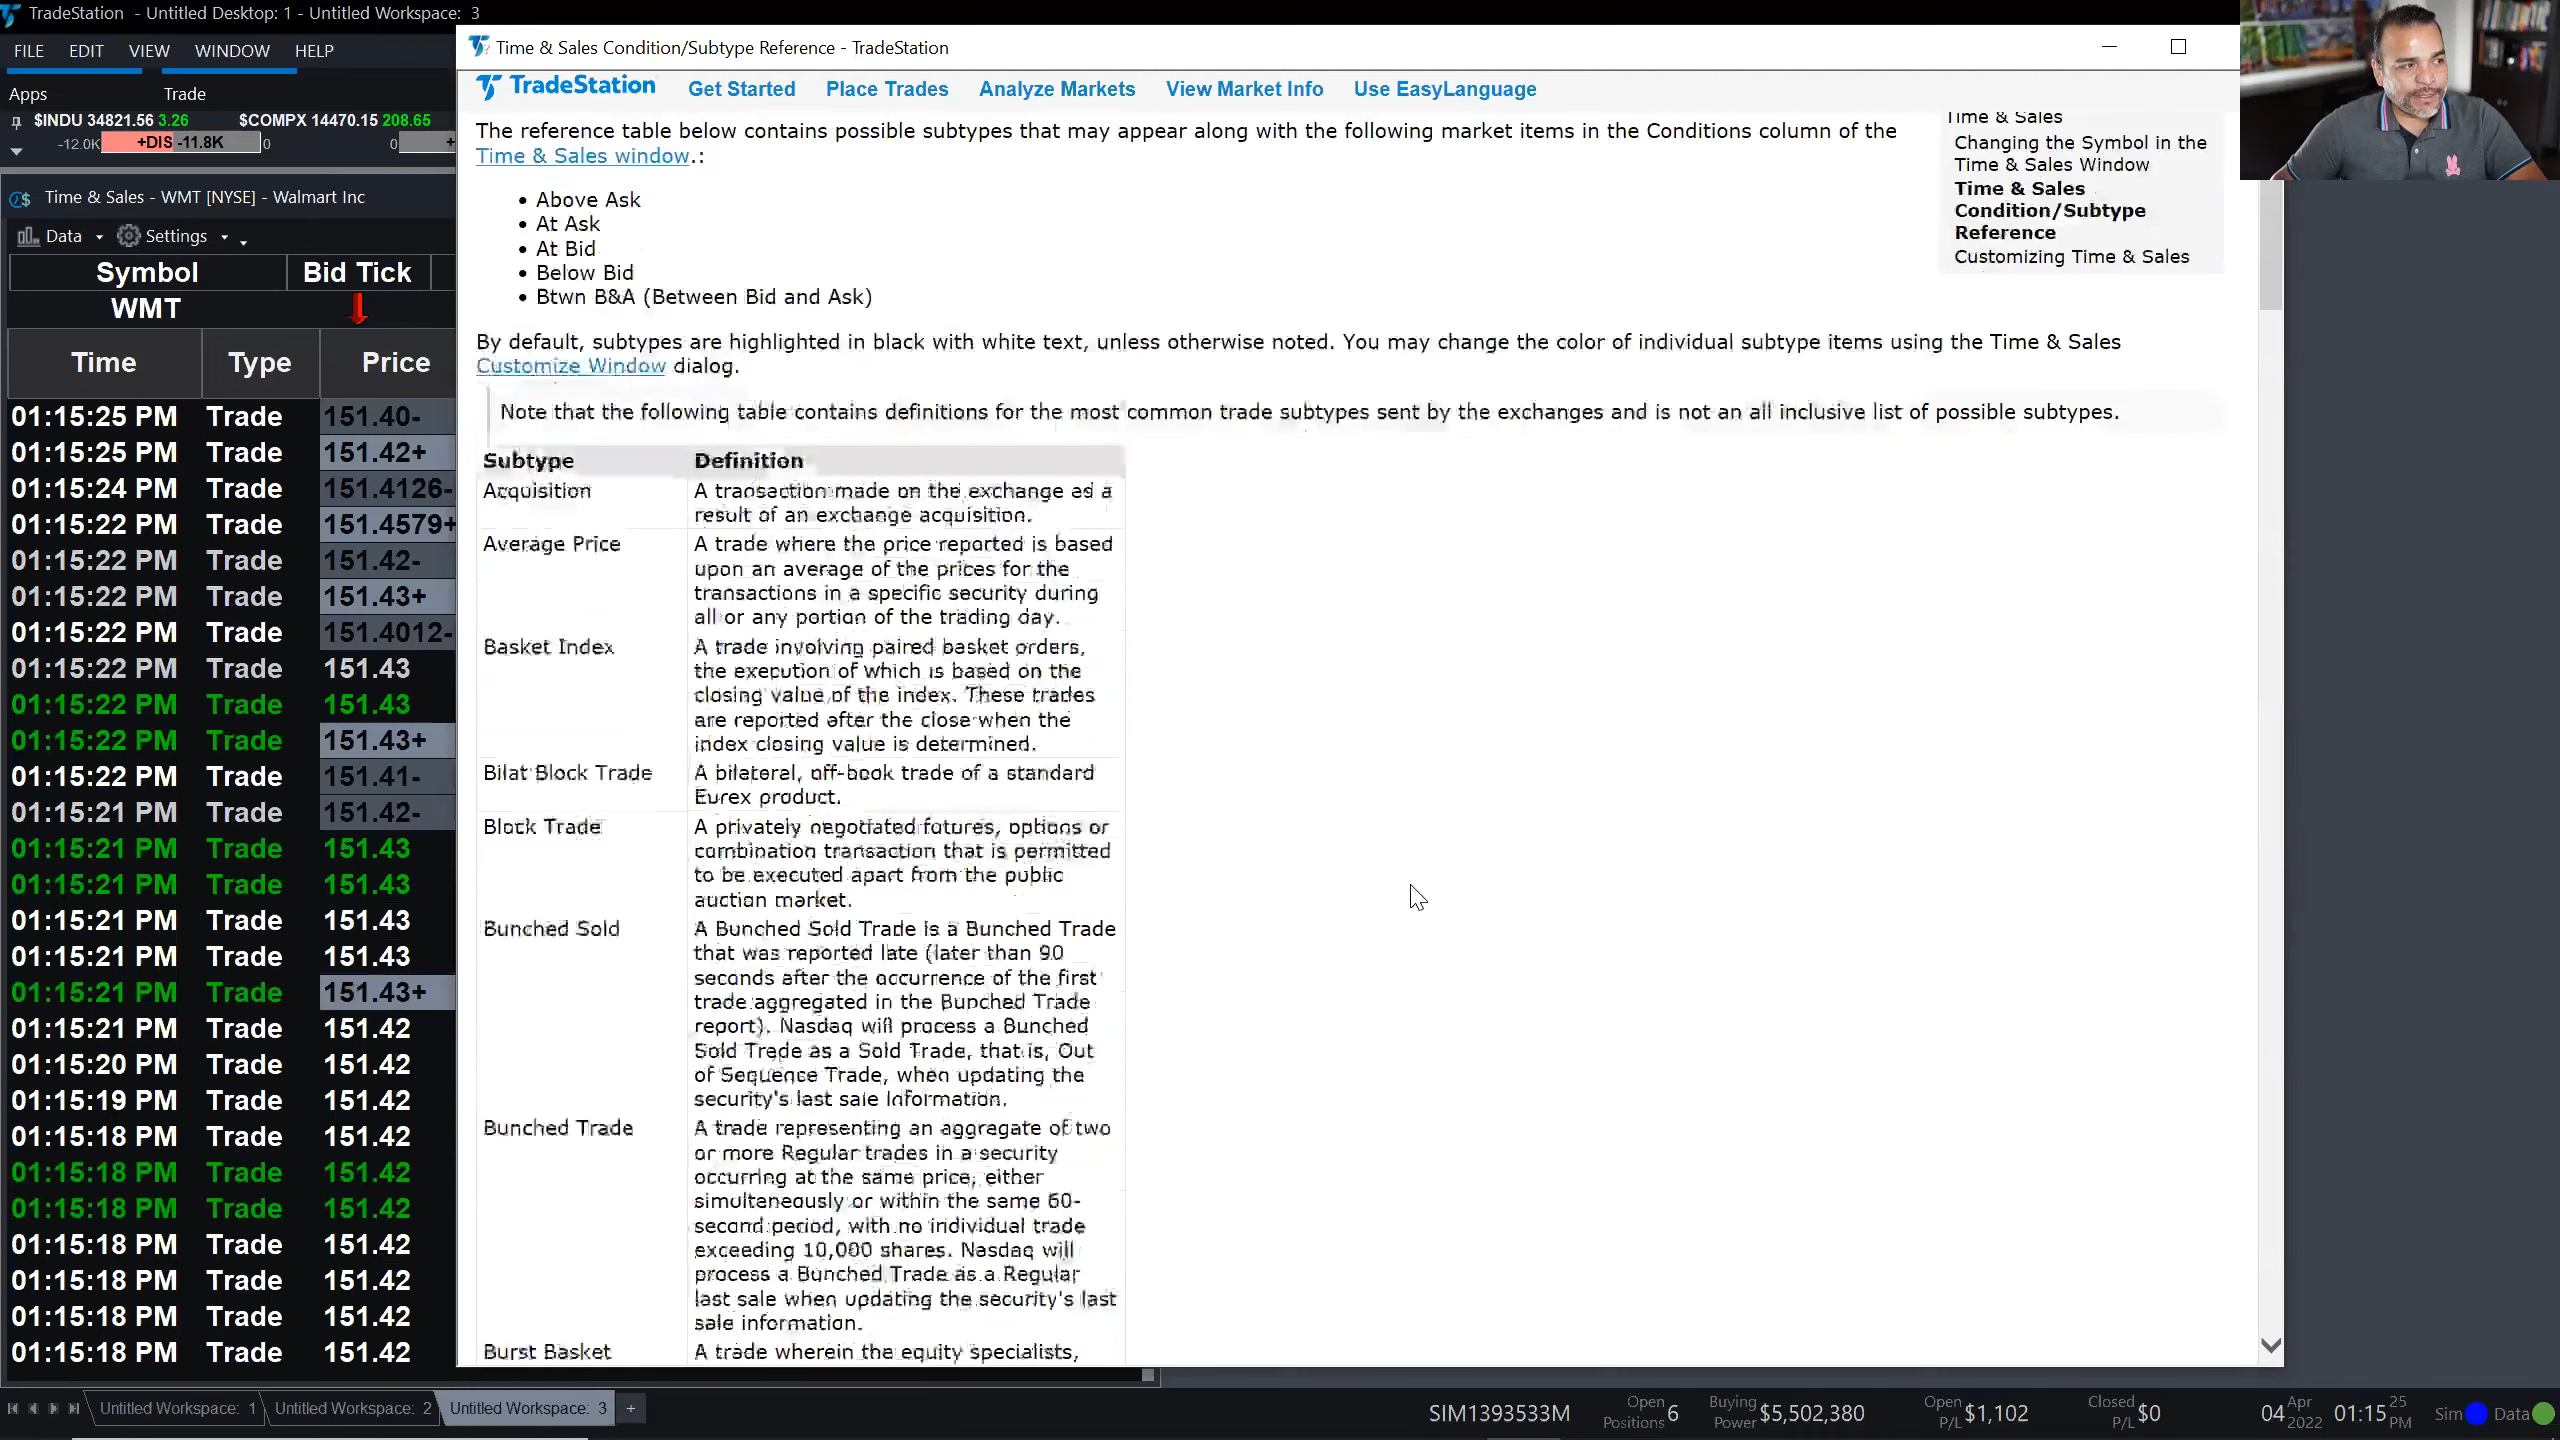 TradeStation - Untitled Desktop: 1 - Untitled Workspace: 3
FILE EDIT VIEW WINDOW HELP
Apps Trade
$INDU 34821.56 3.26 $COMPX 14470.15 208.65
-12.0K +DIS -11.8K 0 0 +
Time & Sales - WMT [NYSE] - Walmart Inc
Data Settings
Symbol Bid Tick
WMT
Time Type Price
01:15:25 PM Trade 151.40-
01:15:25 PM Trade 151.42+
01:15:24 PM Trade 151.4126-
01:15:22 PM Trade 151.4579+
01:15:22 PM Trade 151.42-
01:15:22 PM Trade 151.43+
01:15:22 PM Trade 151.4012-
01:15:22 PM Trade 151.43
01:15:22 PM Trade 151.43
01:15:22 PM Trade 151.43+
01:15:22 PM Trade 151.41-
01:15:21 PM Trade 151.42-
01:15:21 PM Trade 151.43
01:15:21 PM Trade 151.43
01:15:21 PM Trade 151.43
01:15:21 PM Trade 151.43
01:15:21 PM Trade 151.43+
01:15:21 PM Trade 151.42
01:15:20 PM Trade 151.42
01:15:19 PM Trade 151.42
01:15:18 PM Trade 151.42
01:15:18 PM Trade 151.42
01:15:18 PM Trade 151.42
01:15:18 PM Trade 151.42
01:15:18 PM Trade 151.42
01:15:18 PM Trade 151.42
01:15:18 PM Trade 151.42
Time & Sales Condition/Subtype Reference - TradeStation
TradeStation Get Started Place Trades Analyze Markets View Market Info Use EasyLanguage
The reference table below contains possible subtypes that may appear along with the following market items in the Conditions column of the
Time & Sales window.:
• Above Ask
• At Ask
• At Bid
• Below Bid
• Btwn B&A (Between Bid and Ask)
Time & Sales
Changing the Symbol in the
Time & Sales Window
Time & Sales
Condition/Subtype
Reference
Customizing Time & Sales
By default, subtypes are highlighted in black with white text, unless otherwise noted. You may change the color of individual subtype items using the Time & Sales
Customize Window dialog.
Note that the following table contains definitions for the most common trade subtypes sent by the exchanges and is not an all inclusive list of possible subtypes.
Subtype Definition
Acquisition A transaction made on the exchange as a
result of an exchange acquisition.
Average Price A trade where the price reported is based
upon an average of the prices for the
transactions in a specific security during
all or any portion of the trading day.
Basket Index A trade involving paired basket orders,
the execution of which is based on the
closing value of the index. These trades
are reported after the close when the
index closing value is determined.
Bilat Block Trade A bilateral, off-book trade of a standard
Eurex product.
Block Trade A privately negotiated futures, options or
combination transaction that is permitted
to be executed apart from the public
auction market.
Bunched Sold A Bunched Sold Trade is a Bunched Trade
that was reported late (later than 90
seconds after the occurrence of the first
trade aggregated in the Bunched Trade
report). Nasdaq will process a Bunched
Sold Trade as a Sold Trade, that is, Out
of Sequence Trade, when updating the
security's last sale information.
Bunched Trade A trade representing an aggregate of two
or more Regular trades in a security
occurring at the same price, either
simultaneously or within the same 60-
second period, with no individual trade
exceeding 10,000 shares. Nasdaq will
process a Bunched Trade as a Regular
last sale when updating the security's last
sale information.
Burst Basket A trade wherein the equity specialists,
Untitled Workspace: 1 Untitled Workspace: 2 Untitled Workspace: 3 +
SIM1393533M Open Positions 6 Buying Power $5,502,380 Open P/L $1,102 Closed P/L $0 04 Apr 2022 01:15 25 PM Sim Data